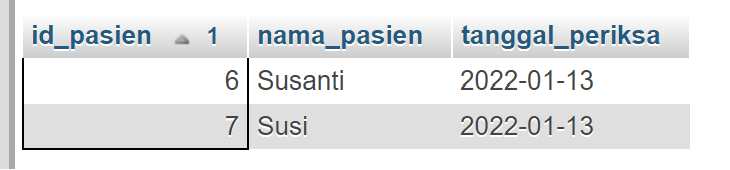 id_pasien 1 nama_pasien tanggal_periksa
6 Susanti 2022-01-13
7 Susi 2022-01-13